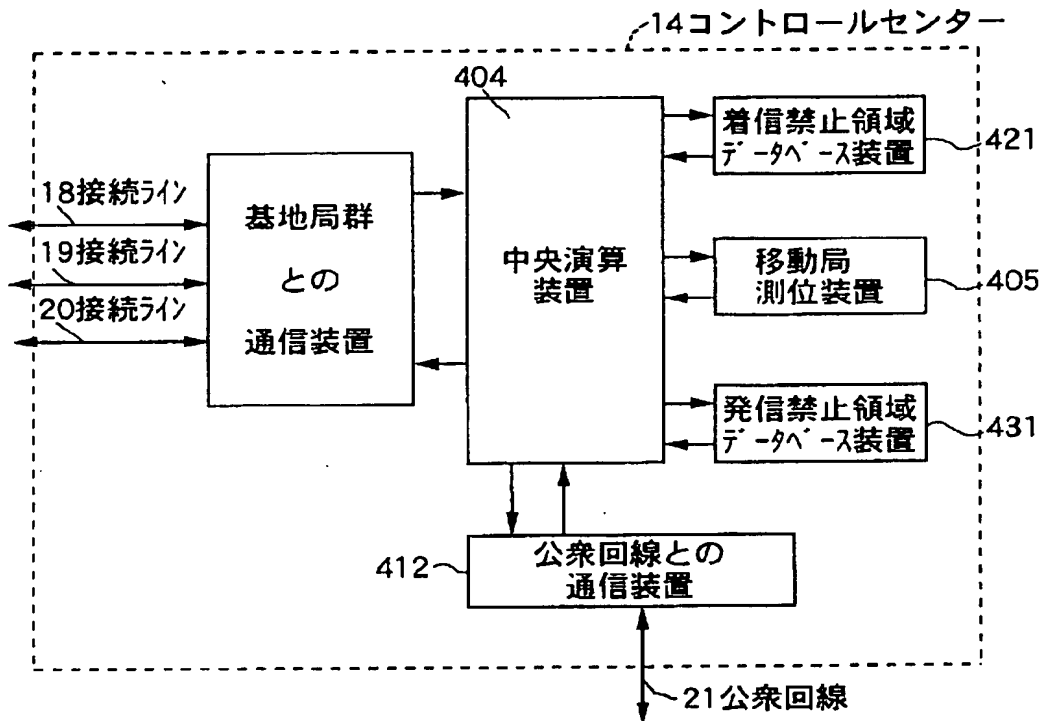 14コントロールセンター
404
着信禁止領域
データベース装置
421
18接続ライン
19接続ライン
20接続ライン
基地局群
との
通信装置
中央演算
装置
移動局
測位装置
405
発信禁止領域
データベース装置
431
412
公衆回線との
通信装置
21公衆回線